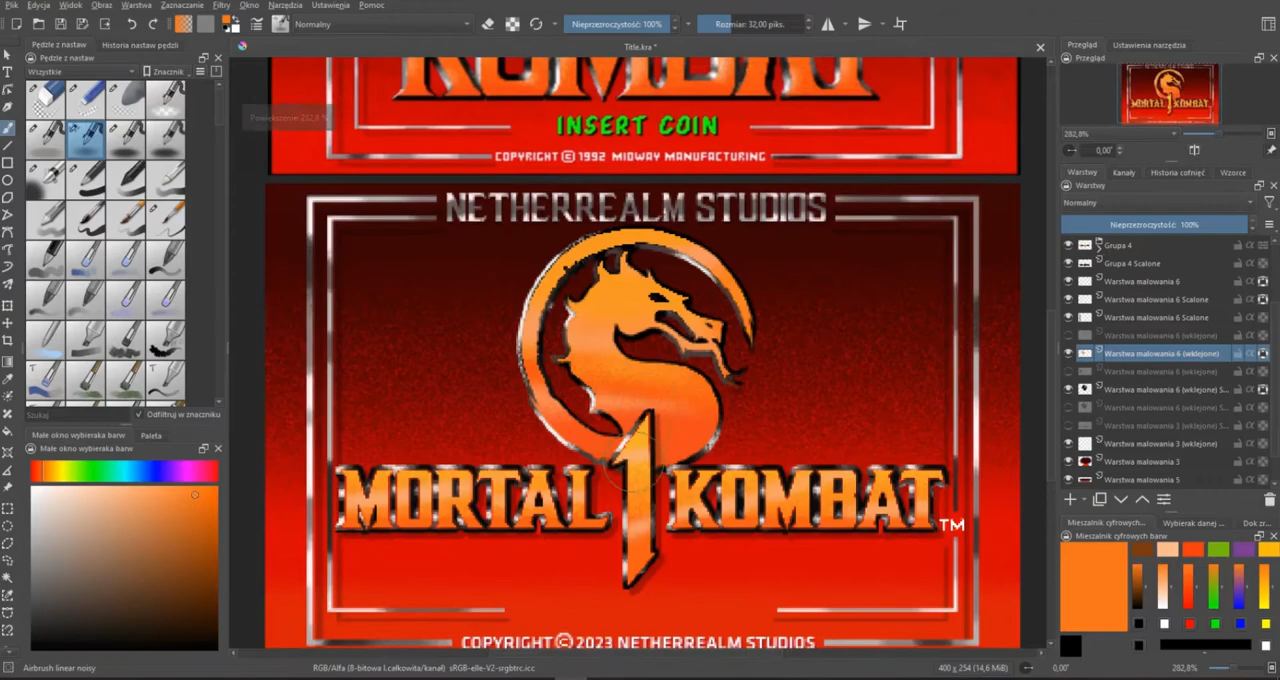 Plik Edycja Widok Obraz Warstwa Zaznaczanie Filtry Okno Narzędzia Ustawienia Pomoc
Normalny Nieprzezroczystość: 100% Rozmiar: 32,00 piks.
Pędzle z nastaw Historia nastaw pędzli
Title.kra *
Przegląd Ustawienia narzędzia
Pędzle z nastaw
Przegląd
Wszystkie Znacznik
KOMBAT
Powiększenie: 282,8 %
INSERT COIN
COPYRIGHT © 1992 MIDWAY MANUFACTURING
282,8%
0,00°
Warstwy Kanały Historia cofnięć Wzorce
Warstwy
Normalny
Nieprzezroczystość: 100%
Grupa 4
Grupa 4 Scalone
Warstwa malowania 6
Warstwa malowania 6 Scalone
Warstwa malowania 6 Scalone
Warstwa malowania 6 (wklejone)
Warstwa malowania 6 (wklejone)
Warstwa malowania 6 (wklejone)
Warstwa malowania 6 (wklejone) S...
Warstwa malowania 6 (wklejone)
Warstwa malowania 6 (wklejone) S...
Warstwa malowania 3 (wklejone)
Warstwa malowania 3
Warstwa malowania 5
NETHERREALM STUDIOS
MORTAL 1 KOMBAT TM
COPYRIGHT © 2023 NETHERREALM STUDIOS
Szukaj Odfiltruj w znaczniku
Małe okno wybieraka barw Paleta
Małe okno wybieraka barw
Mieszalnik cyfrowych... Wybierak danej ... Dok zr...
Mieszalnik cyfrowych barw
Airbrush linear noisy
RGB/Alfa (8-bitowa l.całkowita/kanał) sRGB-elle-V2-srgbtrc.icc
400 x 254 (14,6 MiB)
0,00°
282,8%